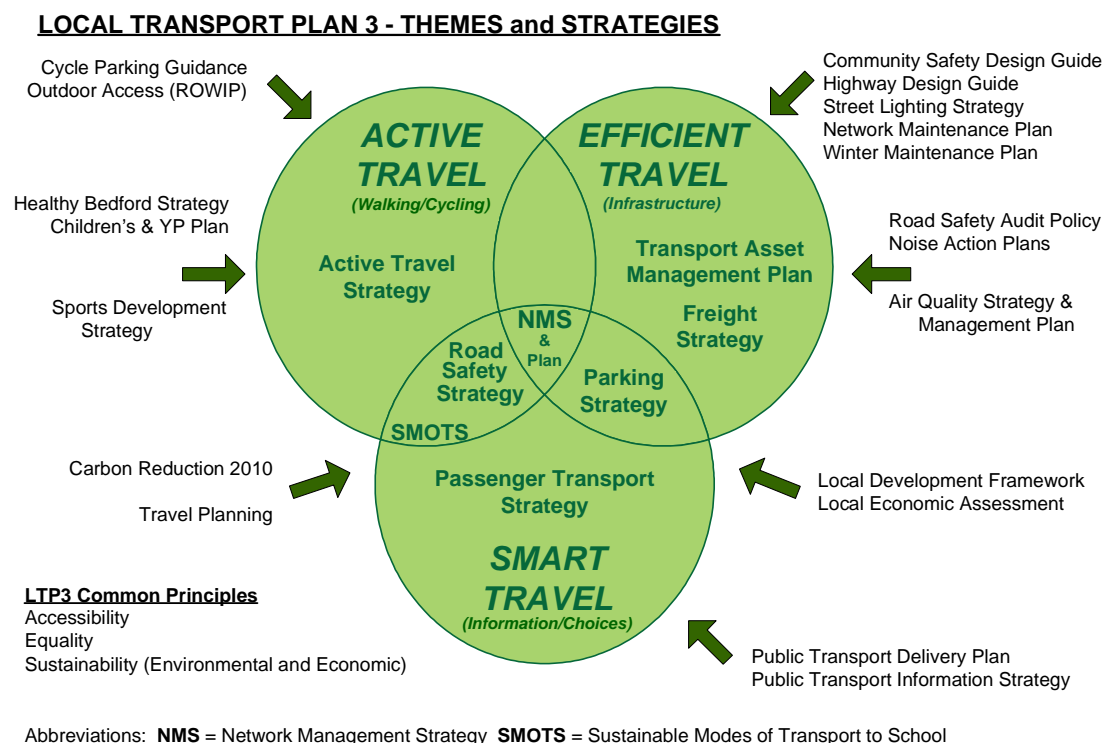 LOCAL TRANSPORT PLAN 3 - THEMES and STRATEGIES
Cycle Parking Guidance
Outdoor Access (ROWIP)
Community Safety Design Guide
Highway Design Guide
Street Lighting Strategy
Network Maintenance Plan
Winter Maintenance Plan
ACTIVE
TRAVEL
(Walking/Cycling)
EFFICIENT
TRAVEL
(Infrastructure)
Healthy Bedford Strategy
Children's & YP Plan
Sports Development
Strategy
Road Safety Audit Policy
Noise Action Plans
Air Quality Strategy &
Management Plan
Active Travel
Strategy
Transport Asset
Management Plan
Freight
Strategy
NMS
&
Plan
Road
Safety
Strategy
Parking
Strategy
SMOTS
Passenger Transport
Strategy
SMART
TRAVEL
(Information/Choices)
Carbon Reduction 2010
Travel Planning
Local Development Framework
Local Economic Assessment
LTP3 Common Principles
Accessibility
Equality
Sustainability (Environmental and Economic)
Public Transport Delivery Plan
Public Transport Information Strategy
Abbreviations: NMS = Network Management Strategy SMOTS = Sustainable Modes of Transport to School